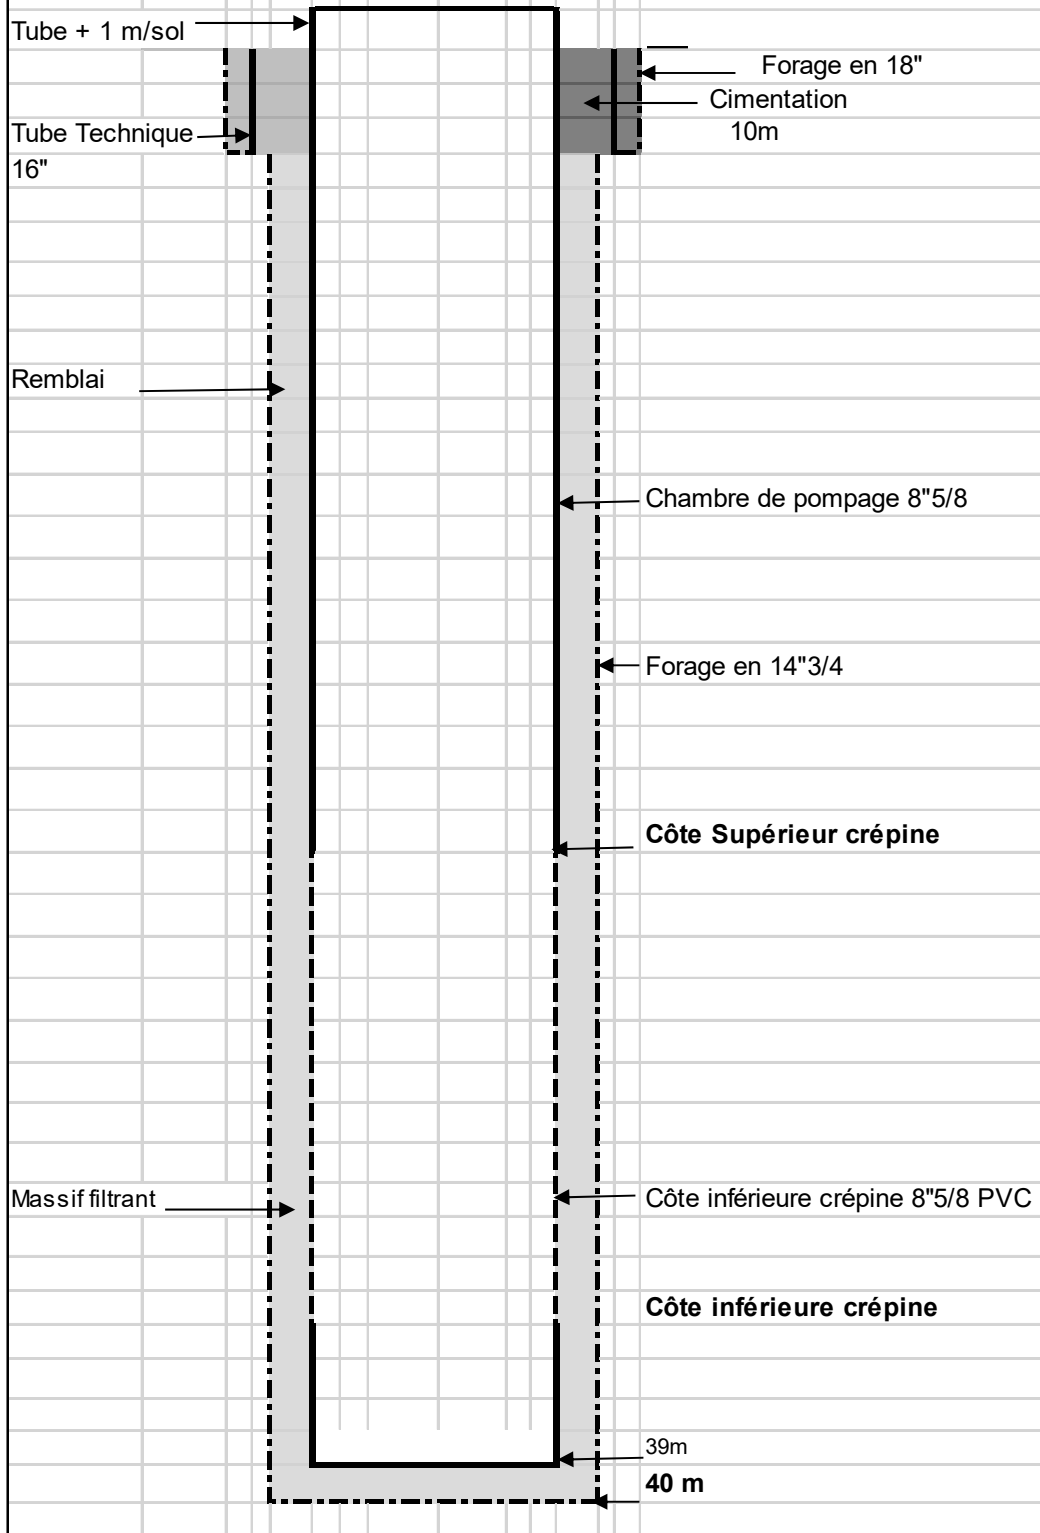 Tube + 1 m/sol
Forage en 18"
Cimentation
10m
Tube Technique
16"
Remblai
Chambre de pompage 8"5/8
Forage en 14"3/4
Côte Supérieur crépine
Massif filtrant
Côte inférieure crépine 8"5/8 PVC
Côte inférieure crépine
39m
40 m